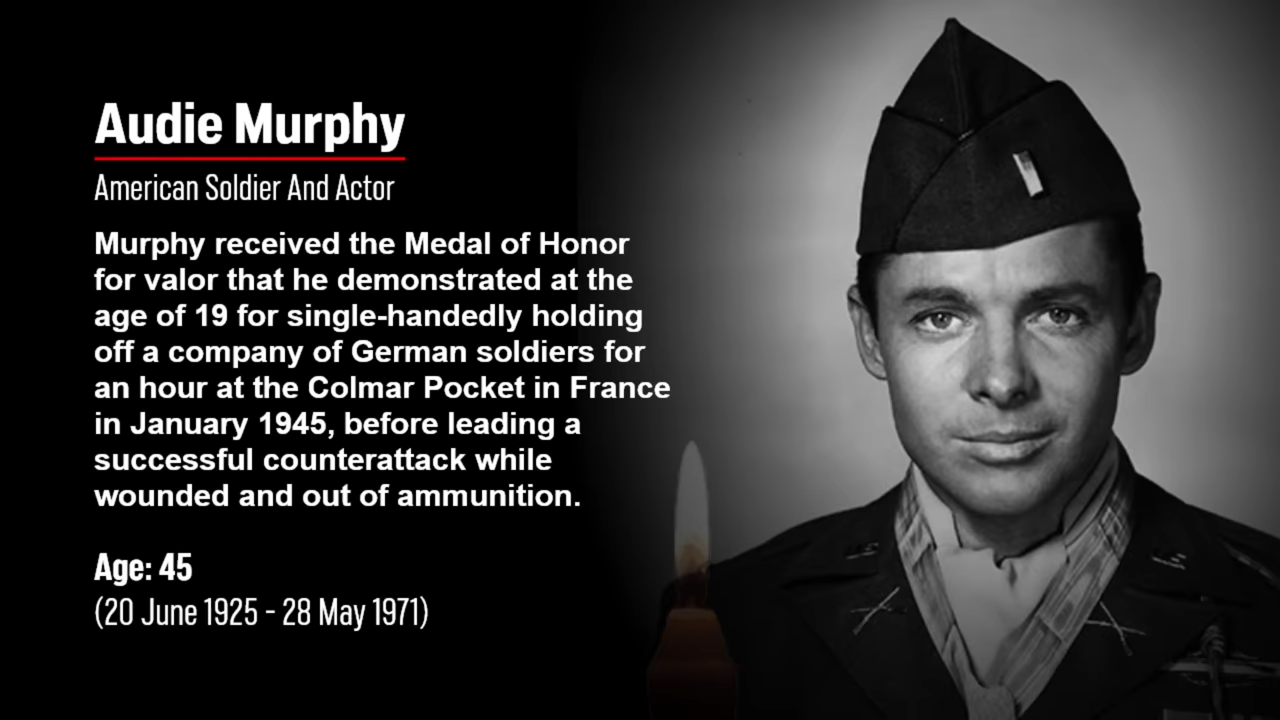 Audie Murphy
American Soldier And Actor
Murphy received the Medal of Honor
for valor that he demonstrated at the
age of 19 for single-handedly holding
off a company of German soldiers for
an hour at the Colmar Pocket in France
in January 1945, before leading a
successful counterattack while
wounded and out of ammunition.
Age: 45
(20 June 1925 - 28 May 1971)